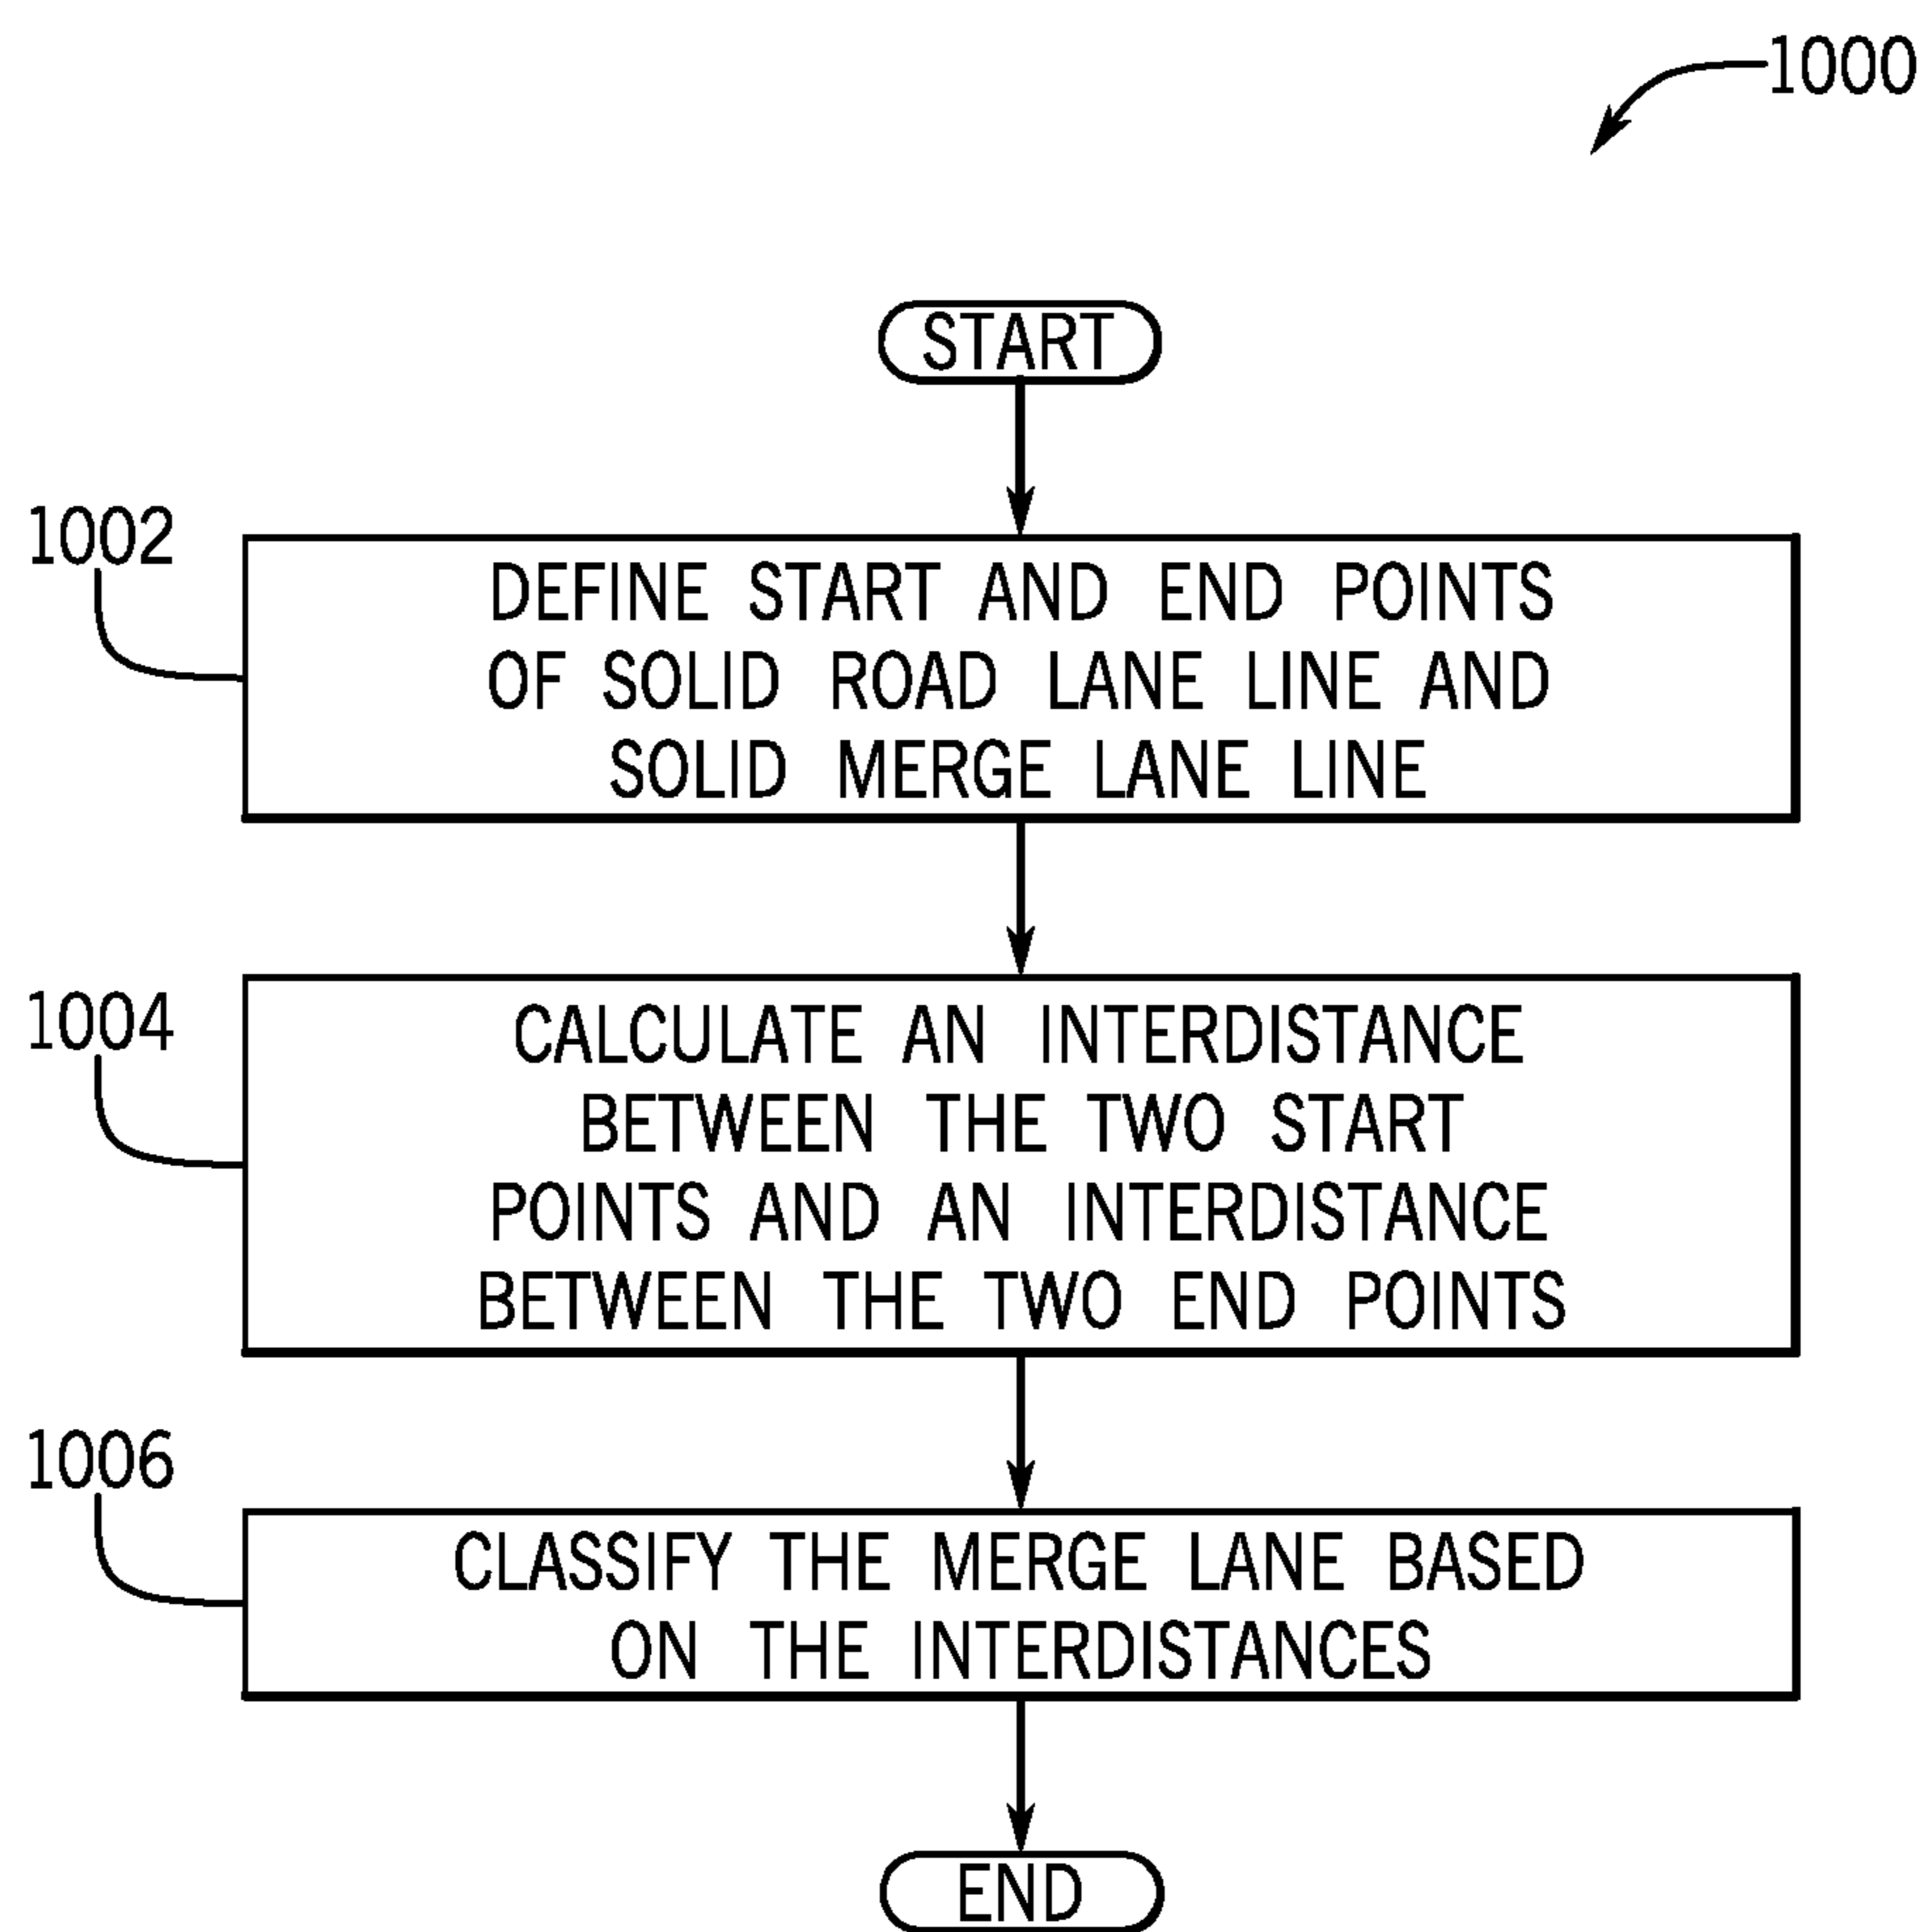 1000
START
1002
DEFINE START AND END POINTS
OF SOLID ROAD LANE LINE AND
SOLID MERGE LANE LINE
1004
CALCULATE AN INTERDISTANCE
BETWEEN THE TWO START
POINTS AND AN INTERDISTANCE
BETWEEN THE TWO END POINTS
1006
CLASSIFY THE MERGE LANE BASED
ON THE INTERDISTANCES
END